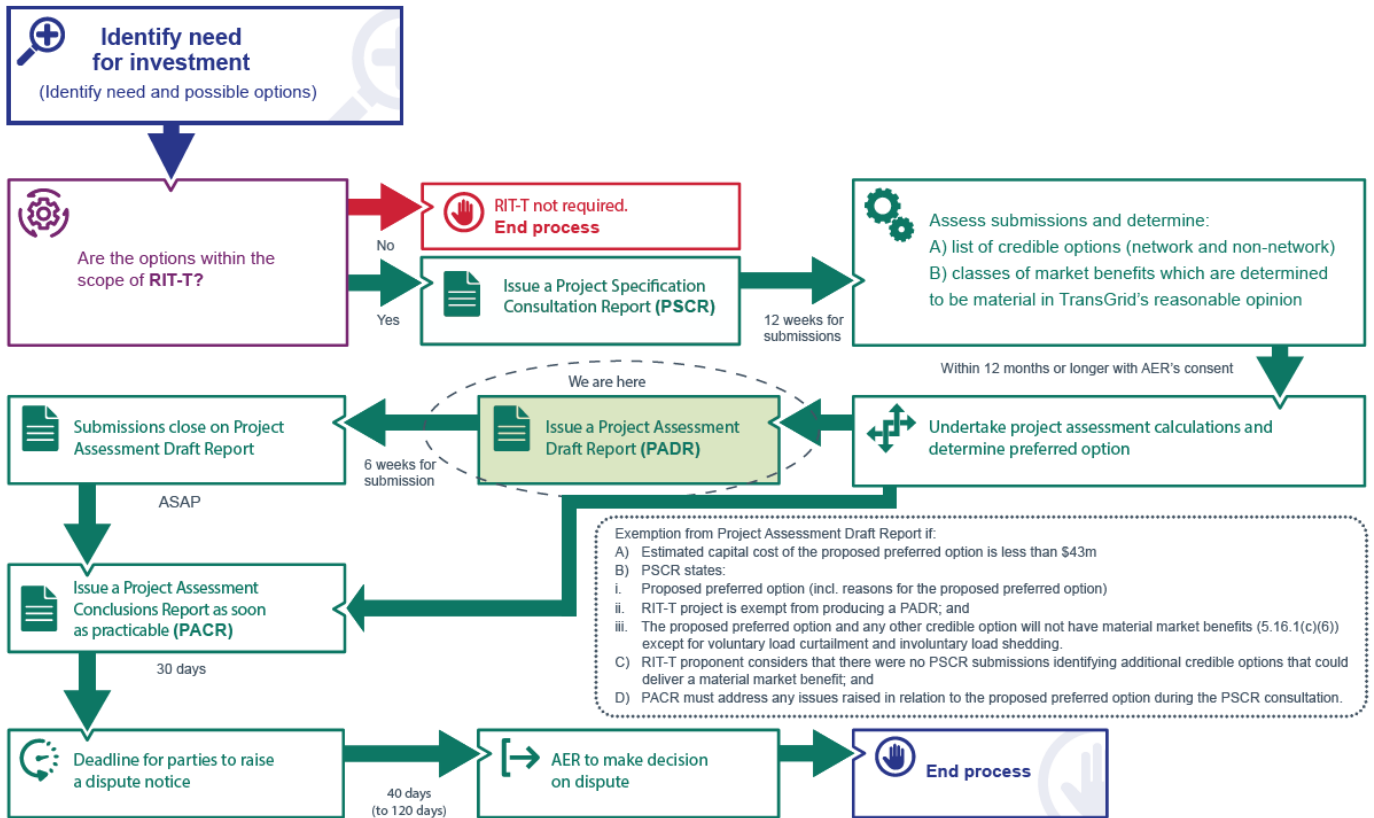 Identify need
for investment
(Identify need and possible options)
Are the options within the
scope of RIT-T?
No
Yes
RIT-T not required.
End process
Issue a Project Specification
Consultation Report (PSCR)
12 weeks for
submissions
Assess submissions and determine:
A) list of credible options (network and non-network)
B) classes of market benefits which are determined
to be material in TransGrid's reasonable opinion
Within 12 months or longer with AER's consent
Undertake project assessment calculations and
determine preferred option
We are here
Issue a Project Assessment
Draft Report (PADR)
6 weeks for
submission
Submissions close on Project
Assessment Draft Report
ASAP
Issue a Project Assessment
Conclusions Report as soon
as practicable (PACR)
Exemption from Project Assessment Draft Report if:
A) Estimated capital cost of the proposed preferred option is less than $43m
B) PSCR states:
i. Proposed preferred option (incl. reasons for the proposed preferred option)
ii. RIT-T project is exempt from producing a PADR; and
iii. The proposed preferred option and any other credible option will not have material market benefits (5.16.1(c)(6))
except for voluntary load curtailment and involuntary load shedding.
C) RIT-T proponent considers that there were no PSCR submissions identifying additional credible options that could
deliver a material market benefit; and
D) PACR must address any issues raised in relation to the proposed preferred option during the PSCR consultation.
30 days
Deadline for parties to raise
a dispute notice
40 days
(to 120 days)
AER to make decision
on dispute
End process